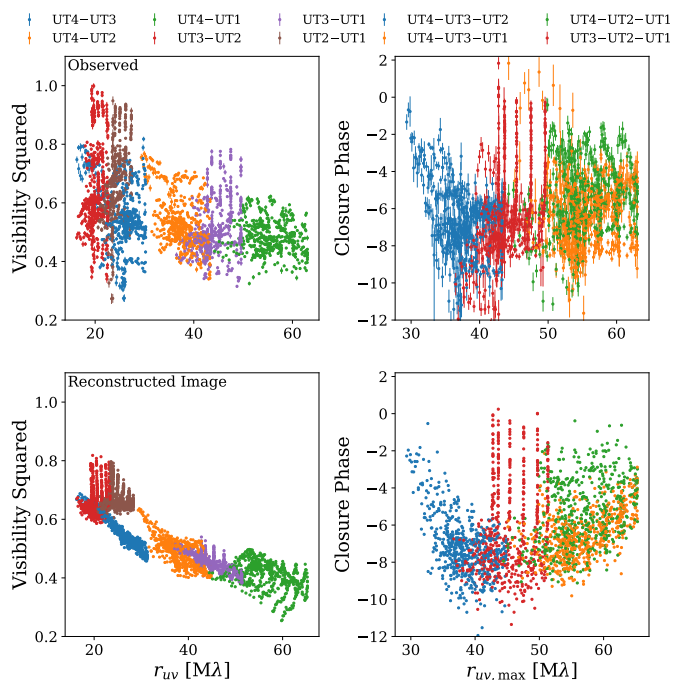 UT4−UT3 UT4−UT1 UT3−UT1 UT4−UT3−UT2 UT4−UT2−UT1
UT4−UT2 UT3−UT2 UT2−UT1 UT4−UT3−UT1 UT3−UT2−UT1
Observed
Visibility Squared
1.0
0.8
0.6
0.4
0.2
20 40 60
Closure Phase
2
0
−2
−4
−6
−8
−10
−12
30 40 50 60
Reconstructed Image
Visibility Squared
1.0
0.8
0.6
0.4
0.2
20 40 60
r_{uv} [Mλ]
Closure Phase
2
0
−2
−4
−6
−8
−10
−12
30 40 50 60
r_{uv, max} [Mλ]